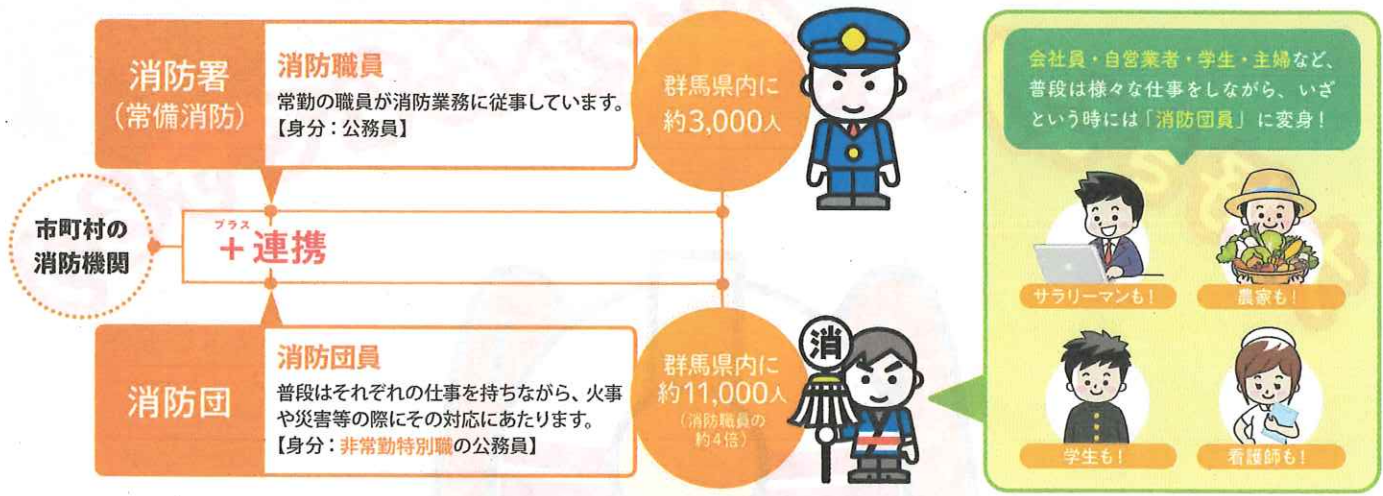 市町村の
消防機関
消防署
(常備消防)
消防職員
常勤の職員が消防業務に従事しています。
【身分：公務員】
群馬県内に
約3,000人
プラス
＋連携
消防団
消防団員
普段はそれぞれの仕事を持ちながら、火事
や災害等の際にその対応にあたります。
【身分：非常勤特別職の公務員】
群馬県内に
約11,000人
(消防職員の
約4倍)
消
会社員・自営業者・学生・主婦など、
普段は様々な仕事をしながら、いざ
という時には「消防団員」に変身！
サラリーマンも！
農家も！
学生も！
看護師も！